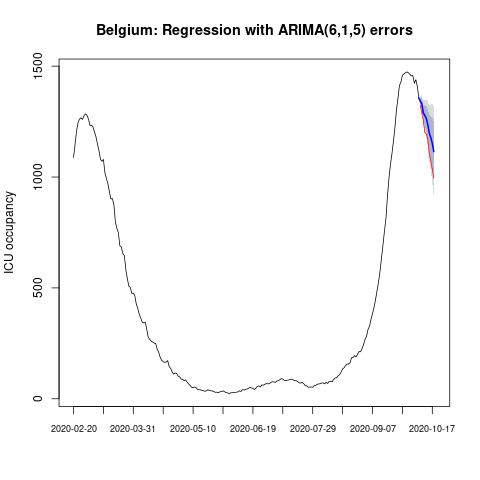 Belgium: Regression with ARIMA(6,1,5) errors
ICU occupancy
1500
1000
500
0
2020-02-20 2020-03-31 2020-05-10 2020-06-19 2020-07-29 2020-09-07 2020-10-17